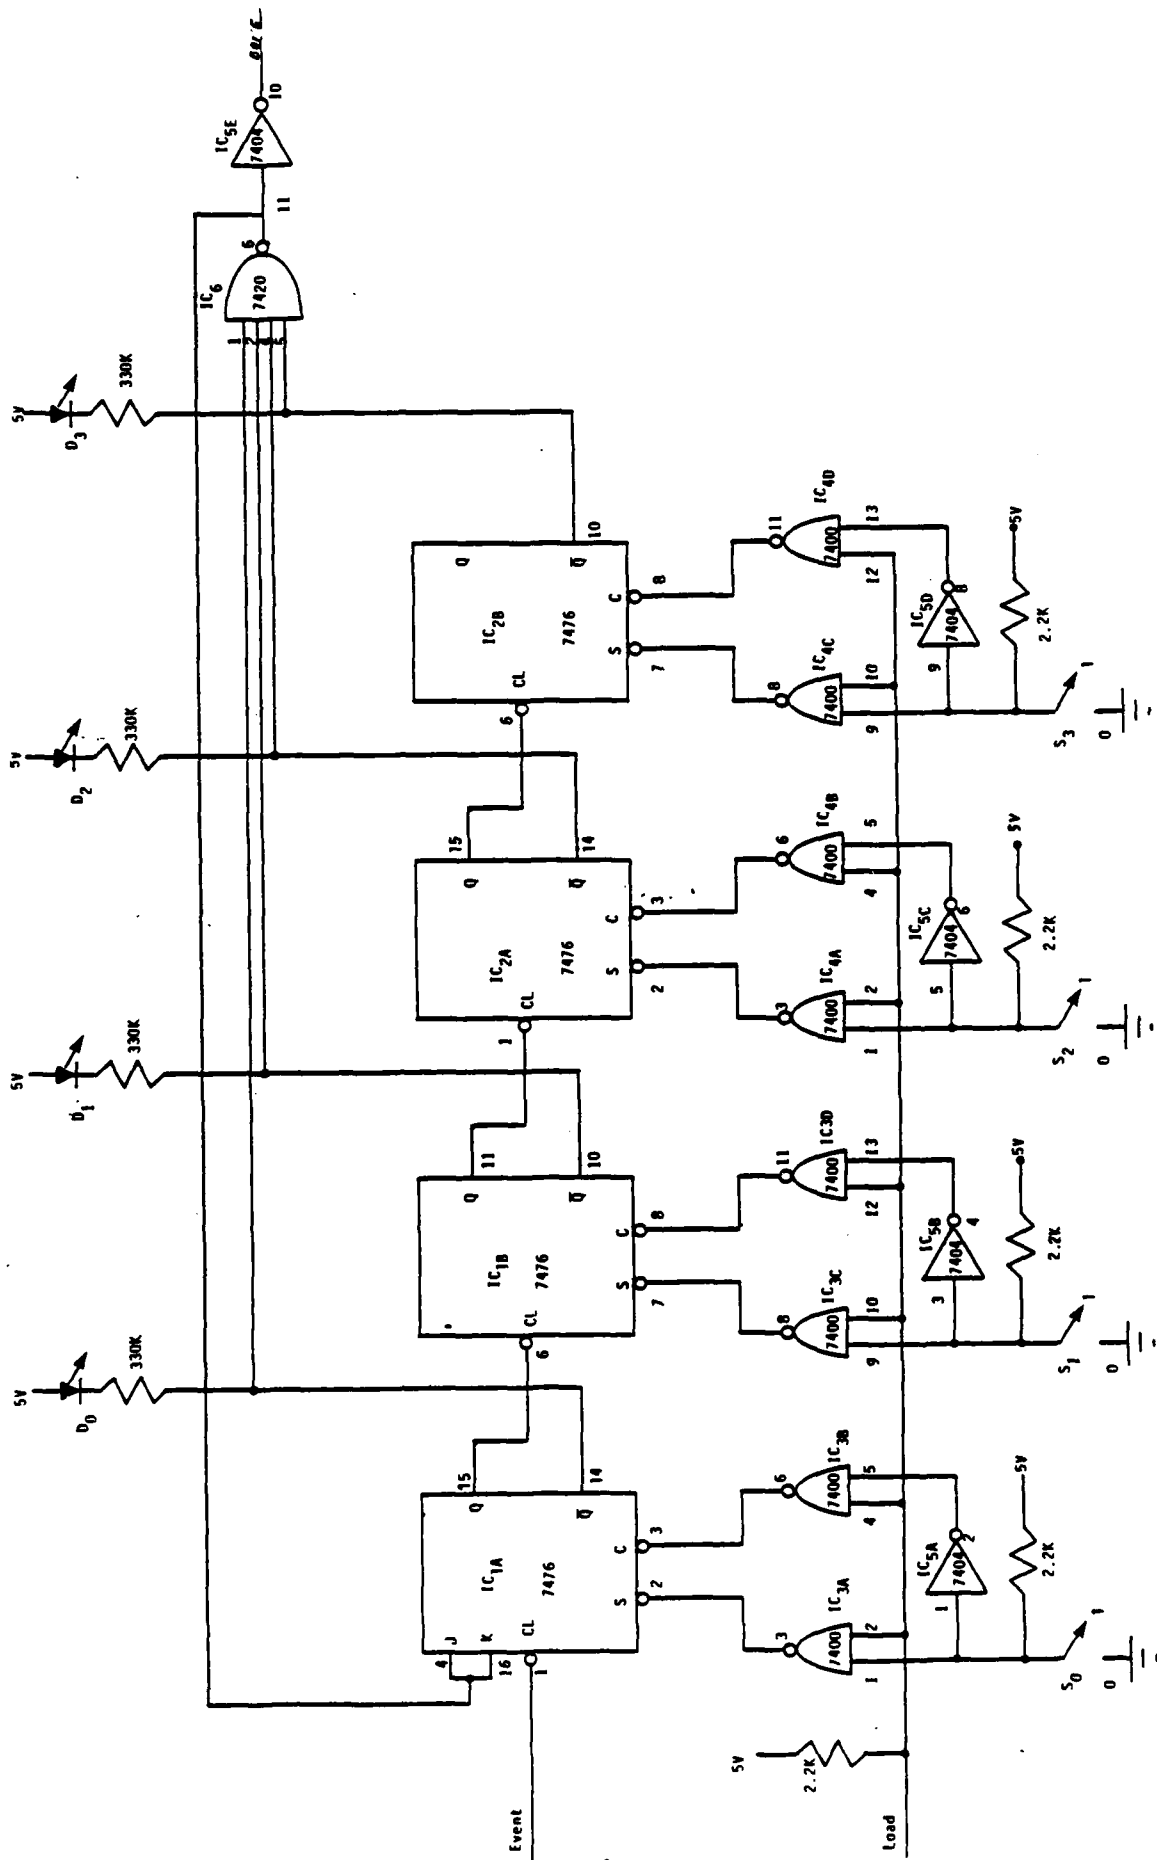 5V
D0
330K
5V
D1
330K
5V
D2
330K
5V
D3
330K
IC6
7420
1
2
4
5
6
11
IC5E
7404
10
Event
4
J
16
K
1
CL
IC1A
7476
Q
15
Q̅
14
S
2
C
3
6
CL
IC1B
7476
Q
11
Q̅
10
S
7
C
8
1
CL
IC2A
7476
Q
15
Q̅
14
S
2
C
3
6
CL
IC2B
7476
Q
Q̅
10
S
7
C
8
5V
2.2K
Load
3
7400
IC3A
1
2
6
7400
IC3B
4
5
8
7400
IC3C
9
10
11
7400
IC3D
12
13
3
7400
IC4A
1
2
6
7400
IC4B
4
5
8
7400
IC4C
9
10
11
7400
IC4D
12
13
1
IC5A
7404
2
3
IC5B
7404
4
5
IC5C
7404
6
9
IC5D
7404
8
2.2K
5V
2.2K
5V
2.2K
5V
2.2K
5V
S0
0
1
S1
0
1
S2
0
1
S3
0
1